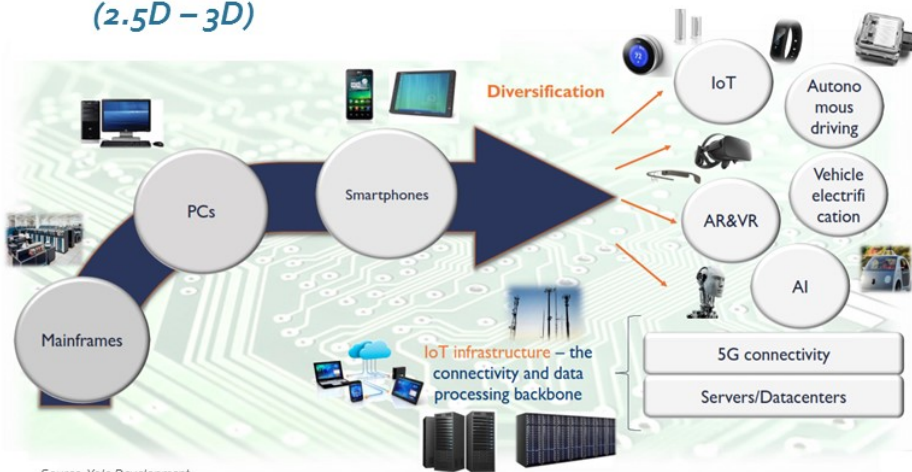 (2.5D – 3D)
Diversification
IoT
Autono
mous
driving
Smartphones
PCs
Vehicle
electrifi
cation
AR&VR
AI
Mainframes
IoT infrastructure – the
connectivity and data
processing backbone
5G connectivity
Servers/Datacenters